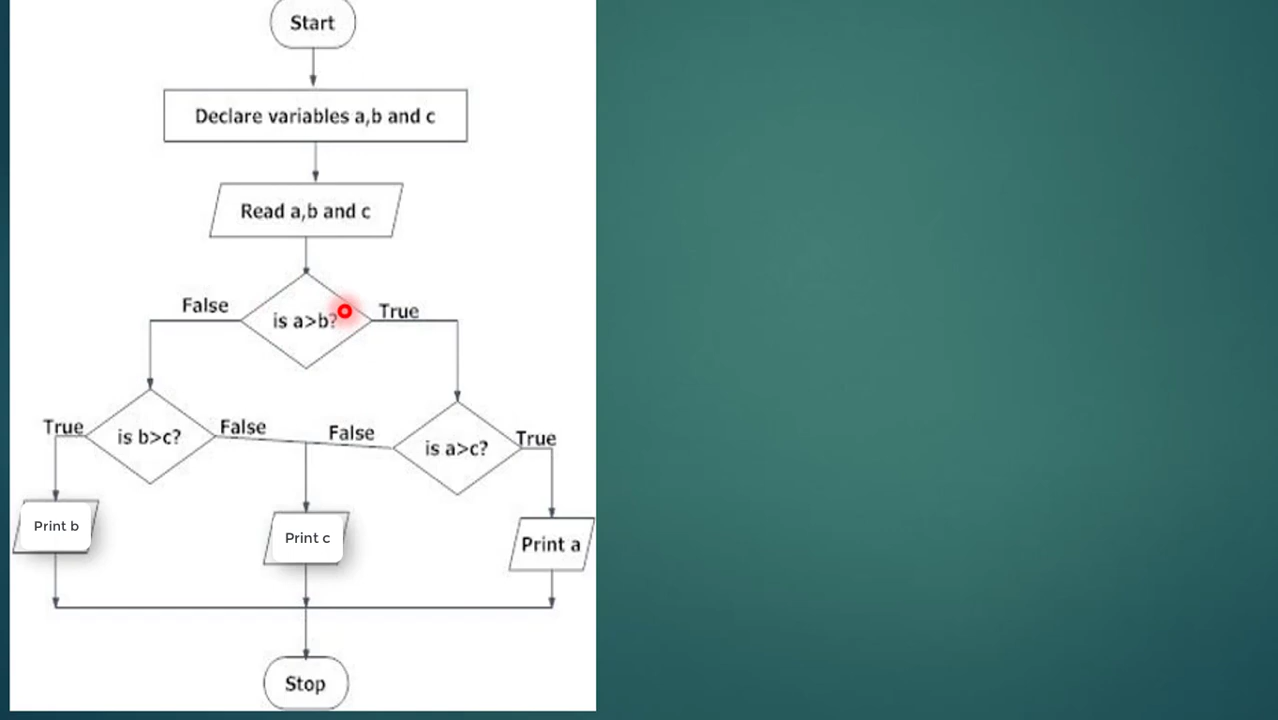 Start
Declare variables a,b and c
Read a,b and c
False
is a>b?
True
True
is b>c?
False
False
is a>c?
True
Print b
Print c
Print a
Stop